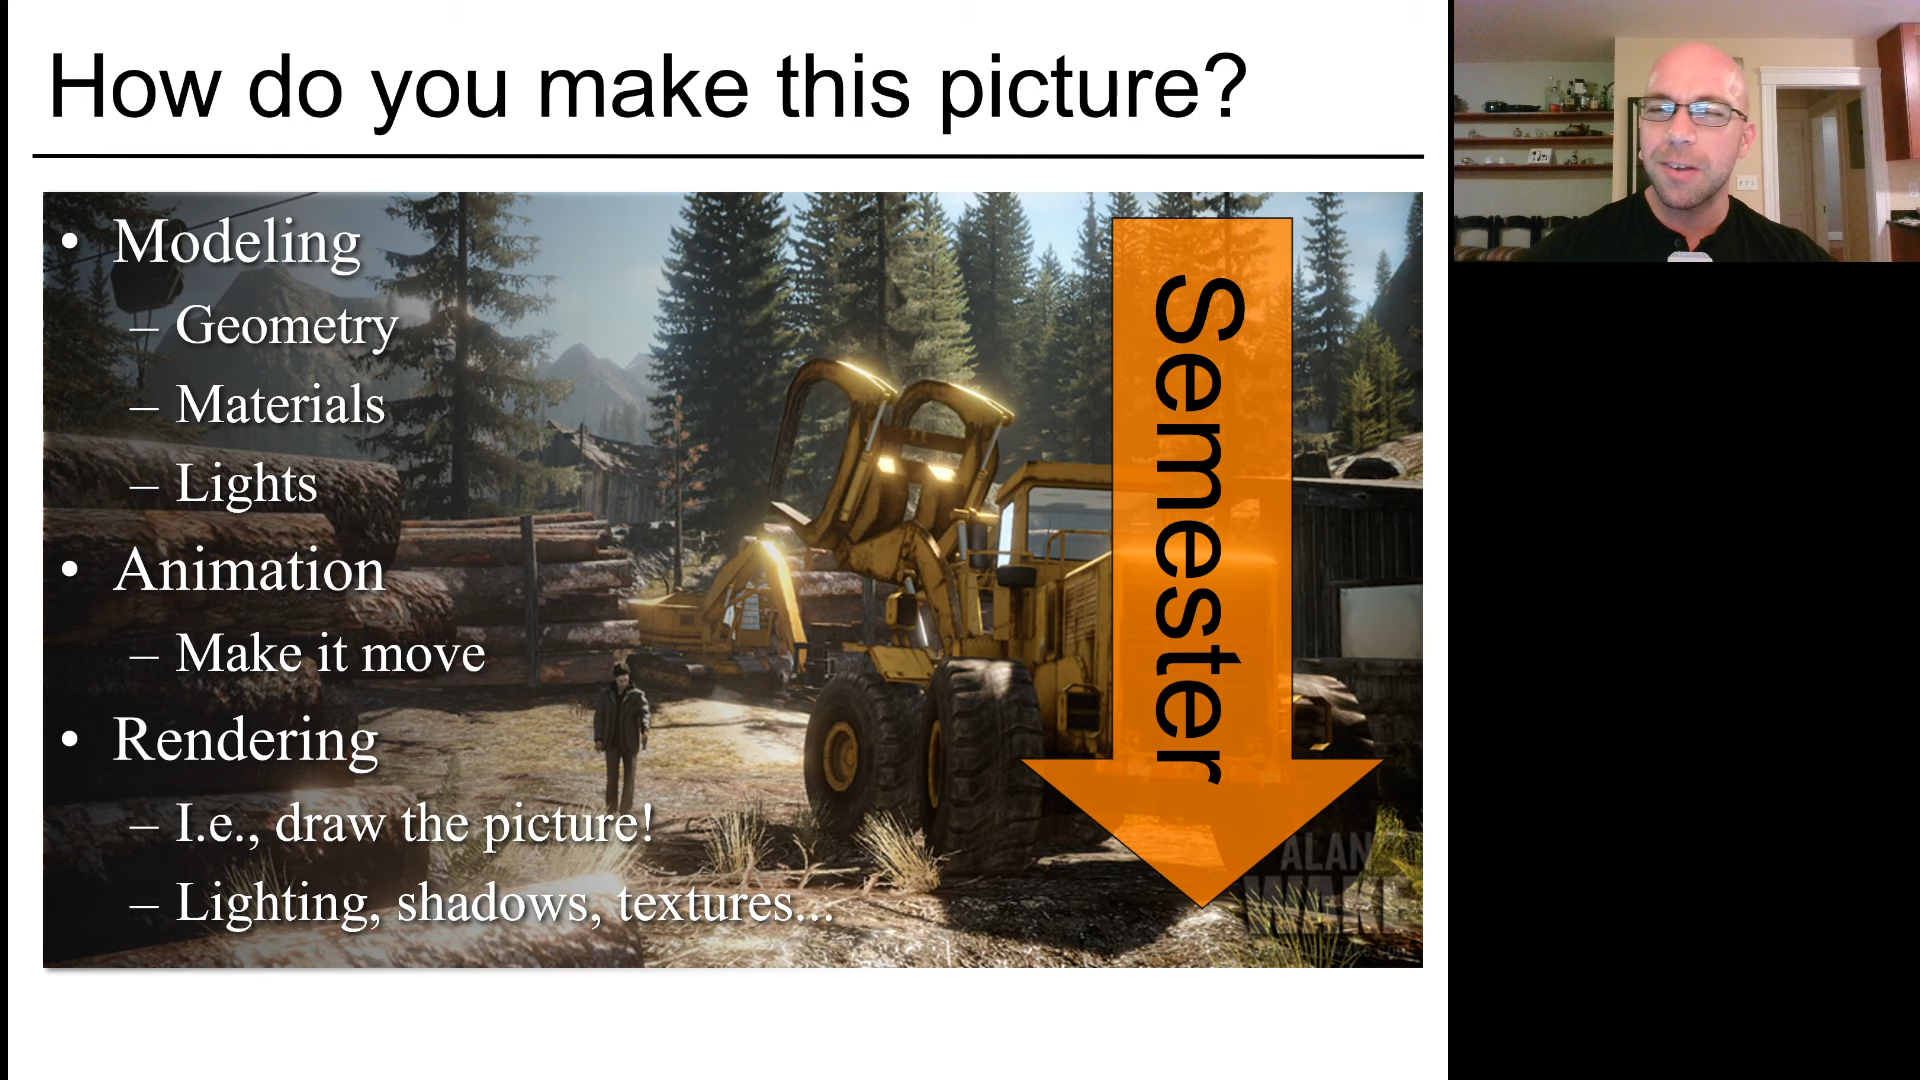 How do you make this picture?
• Modeling
– Geometry
– Materials
– Lights
• Animation
– Make it move
• Rendering
– I.e., draw the picture!
– Lighting, shadows, textures...
Semester
ALAN
WAKE